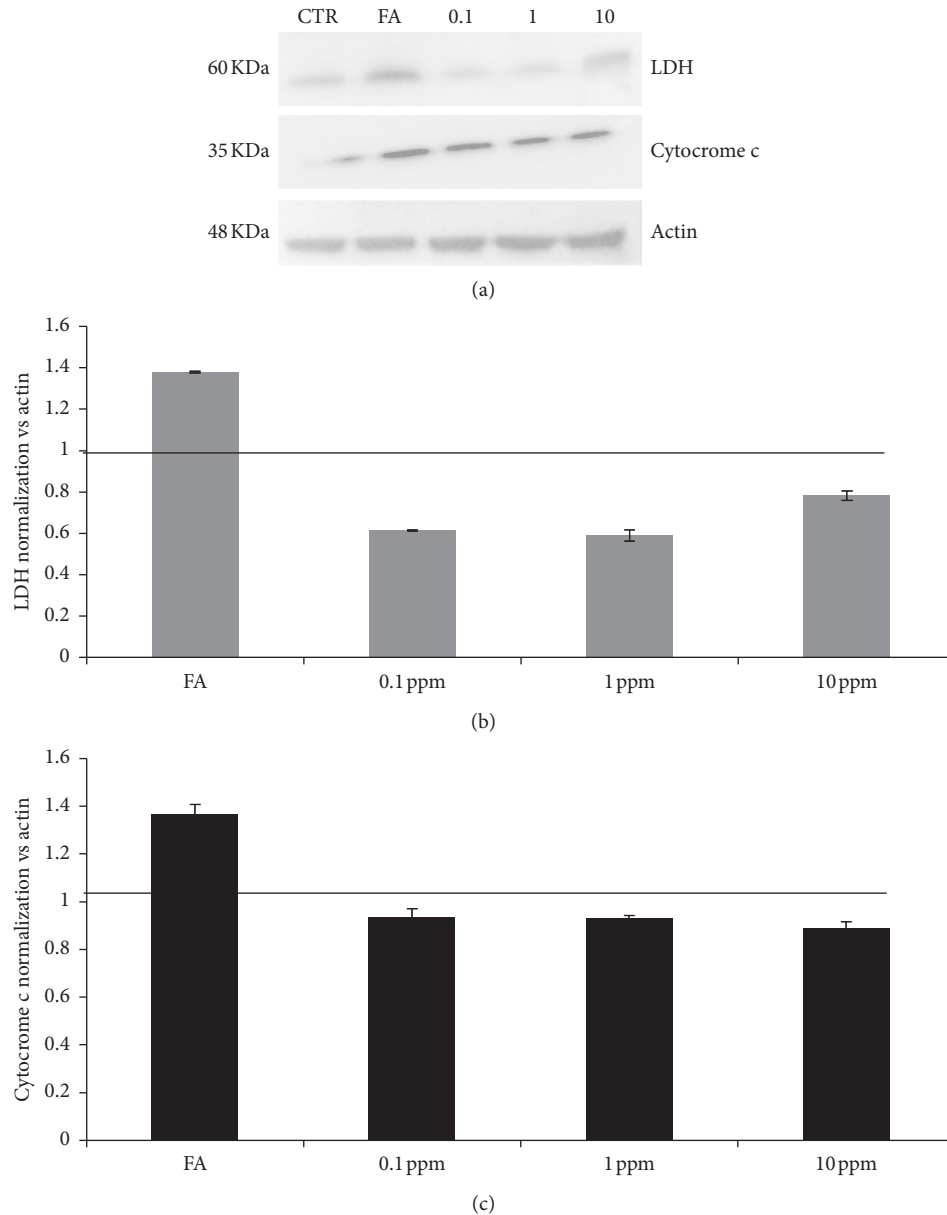 CTR FA 0.1 1 10
60 KDa LDH
35 KDa Cytocrome c
48 KDa Actin
(a)
LDH normalization vs actin
1.6
1.4
1.2
1
0.8
0.6
0.4
0.2
0
FA 0.1 ppm 1 ppm 10 ppm
(b)
Cytocrome c normalization vs actin
1.6
1.4
1.2
1
0.8
0.6
0.4
0.2
0
FA 0.1 ppm 1 ppm 10 ppm
(c)